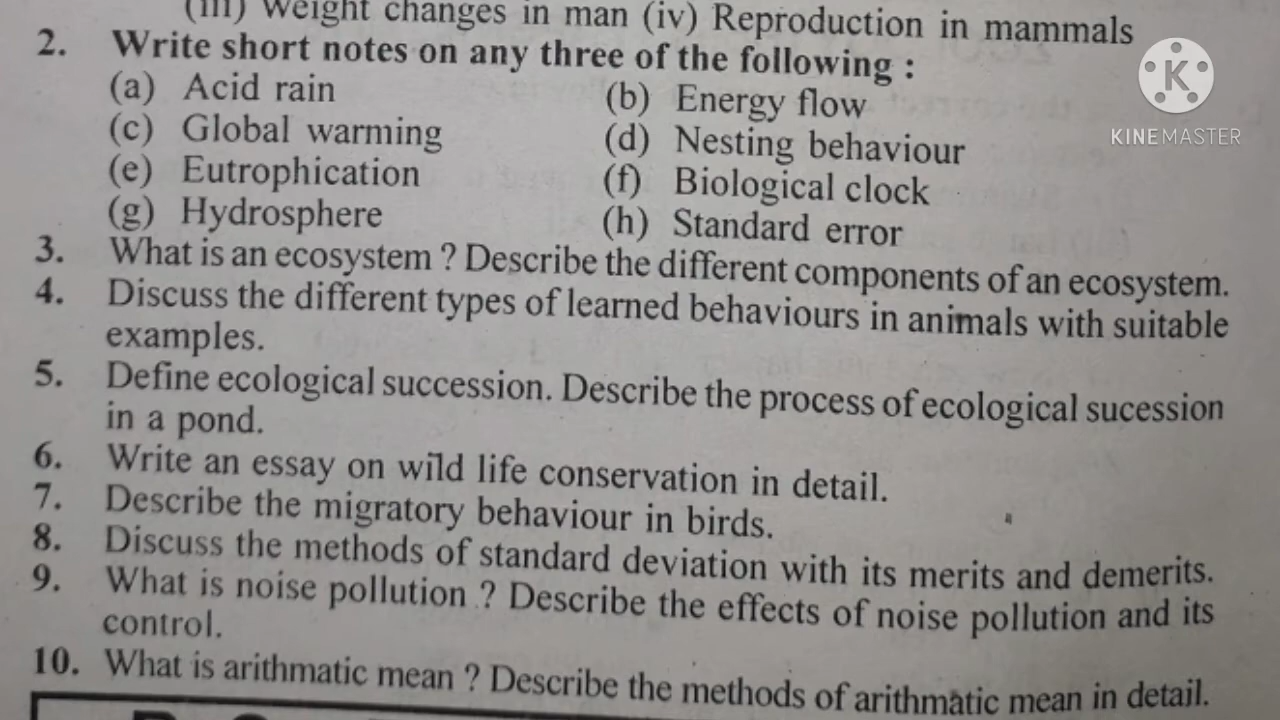 (iii) Weight changes in man (iv) Reproduction in mammals
2. Write short notes on any three of the following :
(a) Acid rain (b) Energy flow
(c) Global warming (d) Nesting behaviour
(e) Eutrophication (f) Biological clock
(g) Hydrosphere (h) Standard error
3. What is an ecosystem ? Describe the different components of an ecosystem.
4. Discuss the different types of learned behaviours in animals with suitable
examples.
5. Define ecological succession. Describe the process of ecological sucession
in a pond.
6. Write an essay on wild life conservation in detail.
7. Describe the migratory behaviour in birds.
8. Discuss the methods of standard deviation with its merits and demerits.
9. What is noise pollution ? Describe the effects of noise pollution and its
control.
10. What is arithmatic mean ? Describe the methods of arithmatic mean in detail.
K
KINEMASTER